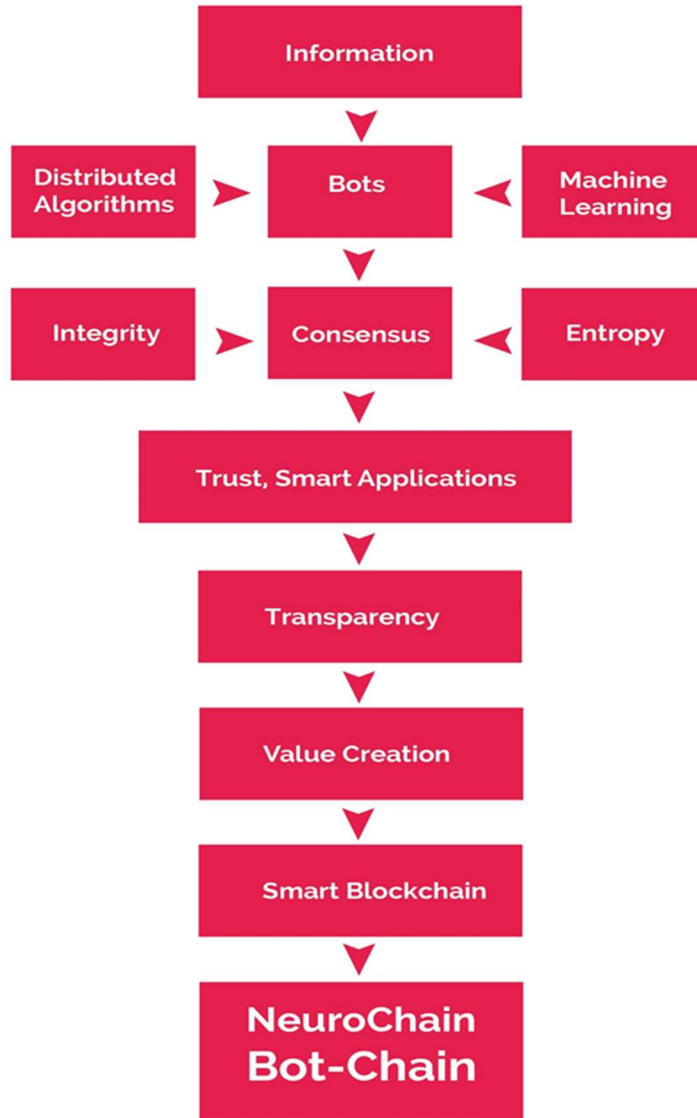 Information
Distributed
Algorithms
Bots
Machine
Learning
Integrity
Consensus
Entropy
Trust, Smart Applications
Transparency
Value Creation
Smart Blockchain
NeuroChain
Bot-Chain